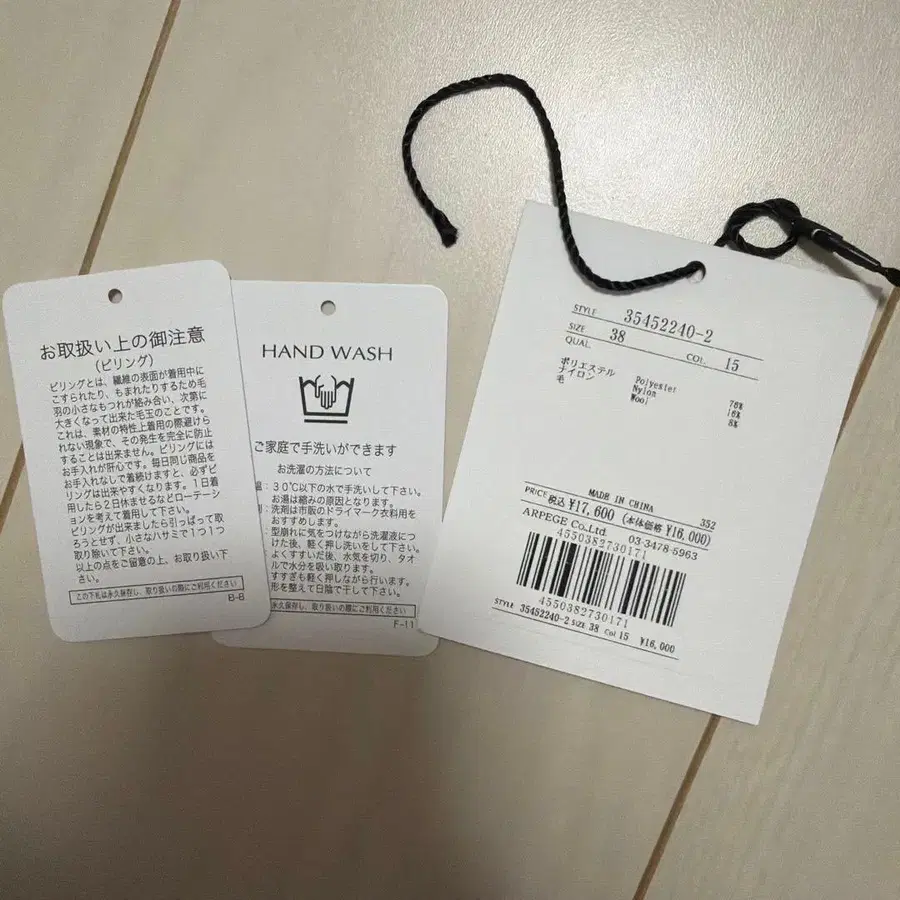 お取扱い上の御注意
(ピリング)
ピリングとは、繊維の表面が着用中に
こすられたり、もまれたりするため毛
羽の小さなもつれが絡み合い、次第に
大きくなって出来た毛玉のことです。
これは、素材の特性上着用の際避けら
れない現象で、その発生を完全に防止
することは出来ません。ピリングには
お手入れが肝心です。毎日同じ商品を
お手入れなしで着続けますと、必ずピ
リングは出来やすくなります。1日着
用したら2日休ませるなどローテーシ
ョンを考えて着用して下さい。
ピリングが出来ましたら引っぱって取
ろうとせず、小さなハサミで1つ1つ
取り除いて下さい。
以上の点をご留意の上、お取り扱い下
さい。
この下札は永久保存し、取り扱いの際にご利用ください
B-8
HAND WASH
ご家庭で手洗いができます
お洗濯の方法について
温:30℃以下の水で手洗いして下さい。
お湯は縮みの原因となります。
剤:洗剤は市販のドライマーク衣料用を
おすすめします。
:型崩れに気をつけながら洗濯液につ
けた後、軽く押し洗いをして下さい。
:よくすすいだ後、水気を切り、タオ
ルで水分を吸い取ります。
すすぎも軽く押しながら行います。
形を整えて日陰で干して下さい。
永久保存し、取り扱いの際にご利用ください
F-11
STYLE 35452240-2
SIZE 38 COL. 15
QUAL.
ポリエステル Polyester 76%
ナイロン Nylon 16%
毛 Wool 8%
MADE IN CHINA 352
PRICE 税込 ¥17,600 (本体価格 ¥16,000)
ARPEGE Co.,Ltd. 03-3478-5963
4550382730171
4550382730171
STYLE 35452240-2 SIZE 38 Col 15 ¥16,000